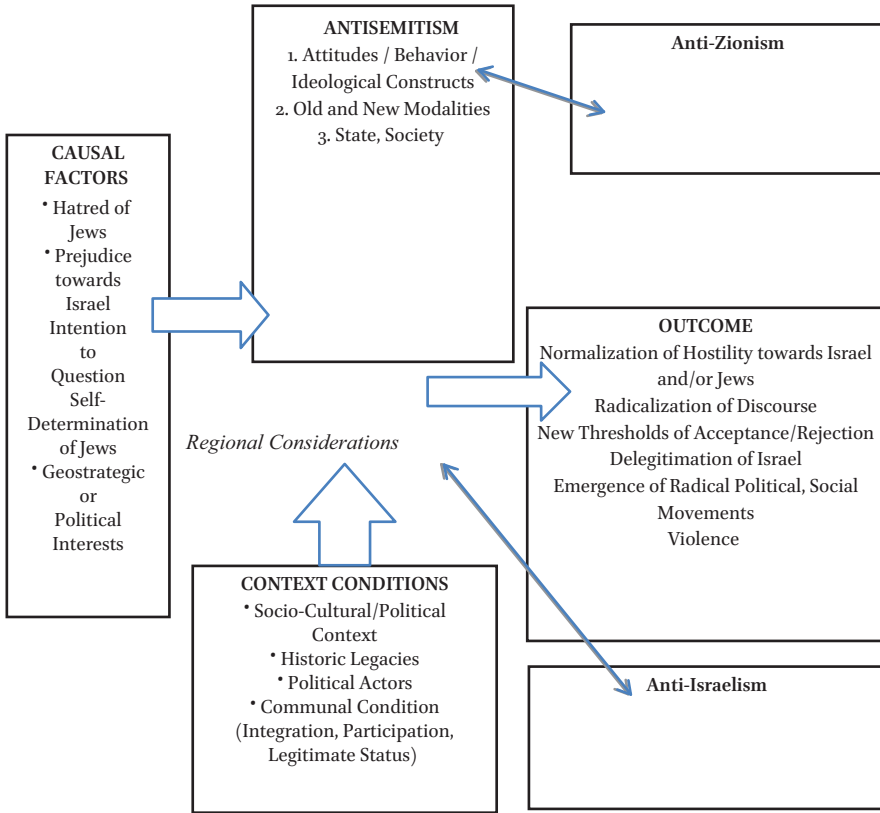 ANTISEMITISM
1. Attitudes / Behavior /
Ideological Constructs
2. Old and New Modalities
3. State, Society
Anti-Zionism
CAUSAL
FACTORS
• Hatred of
Jews
• Prejudice
towards
Israel
Intention
to
Question
Self-
Determination
of Jews
• Geostrategic
or
Political
Interests
Regional Considerations
OUTCOME
Normalization of Hostility towards Israel
and/or Jews
Radicalization of Discourse
New Thresholds of Acceptance/Rejection
Delegitimation of Israel
Emergence of Radical Political, Social
Movements
Violence
CONTEXT CONDITIONS
• Socio-Cultural/Political
Context
• Historic Legacies
• Political Actors
• Communal Condition
(Integration, Participation,
Legitimate Status)
Anti-Israelism